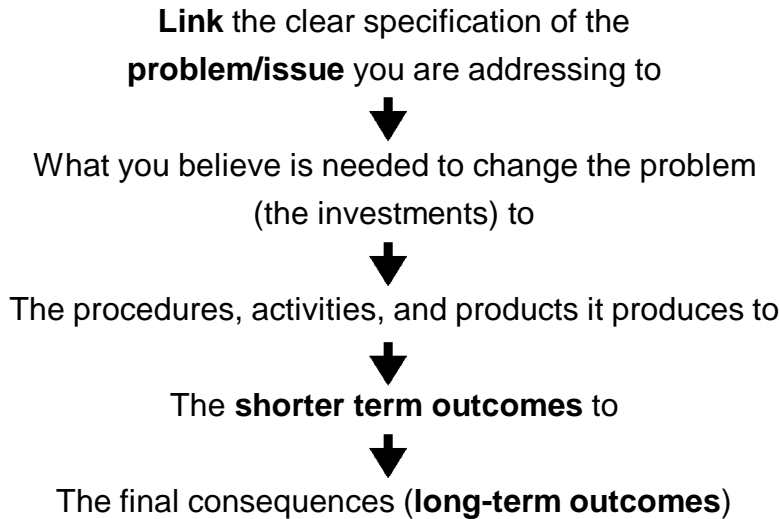 Link the clear specification of the
problem/issue you are addressing to
What you believe is needed to change the problem
(the investments) to
The procedures, activities, and products it produces to
The shorter term outcomes to
The final consequences (long-term outcomes)